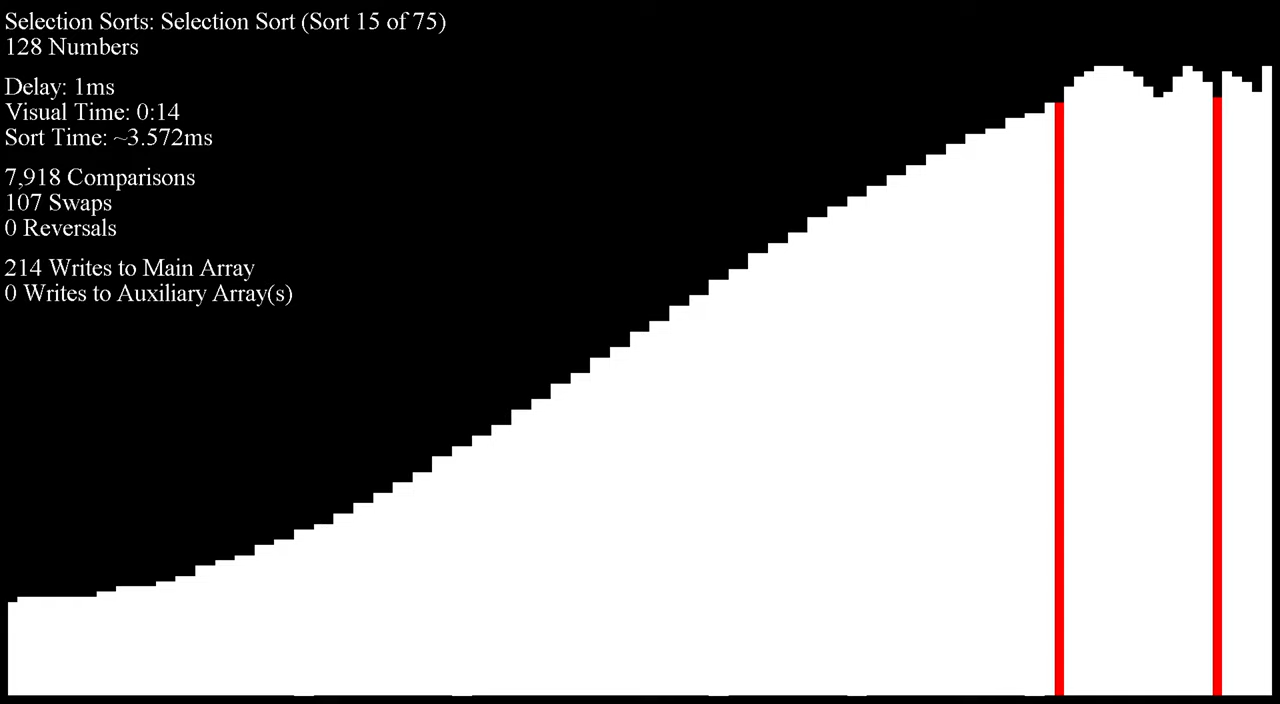 Selection Sorts: Selection Sort (Sort 15 of 75)
128 Numbers
Delay: 1ms
Visual Time: 0:14
Sort Time: ~3.572ms
7,918 Comparisons
107 Swaps
0 Reversals
214 Writes to Main Array
0 Writes to Auxiliary Array(s)